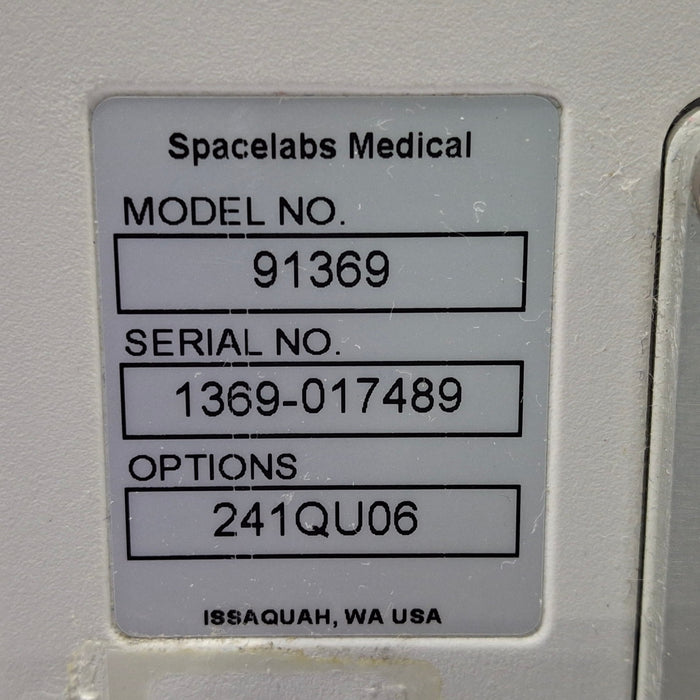 Spacelabs Medical
MODEL NO.
91369
SERIAL NO.
1369-017489
OPTIONS
241QU06
ISSAQUAH, WA USA